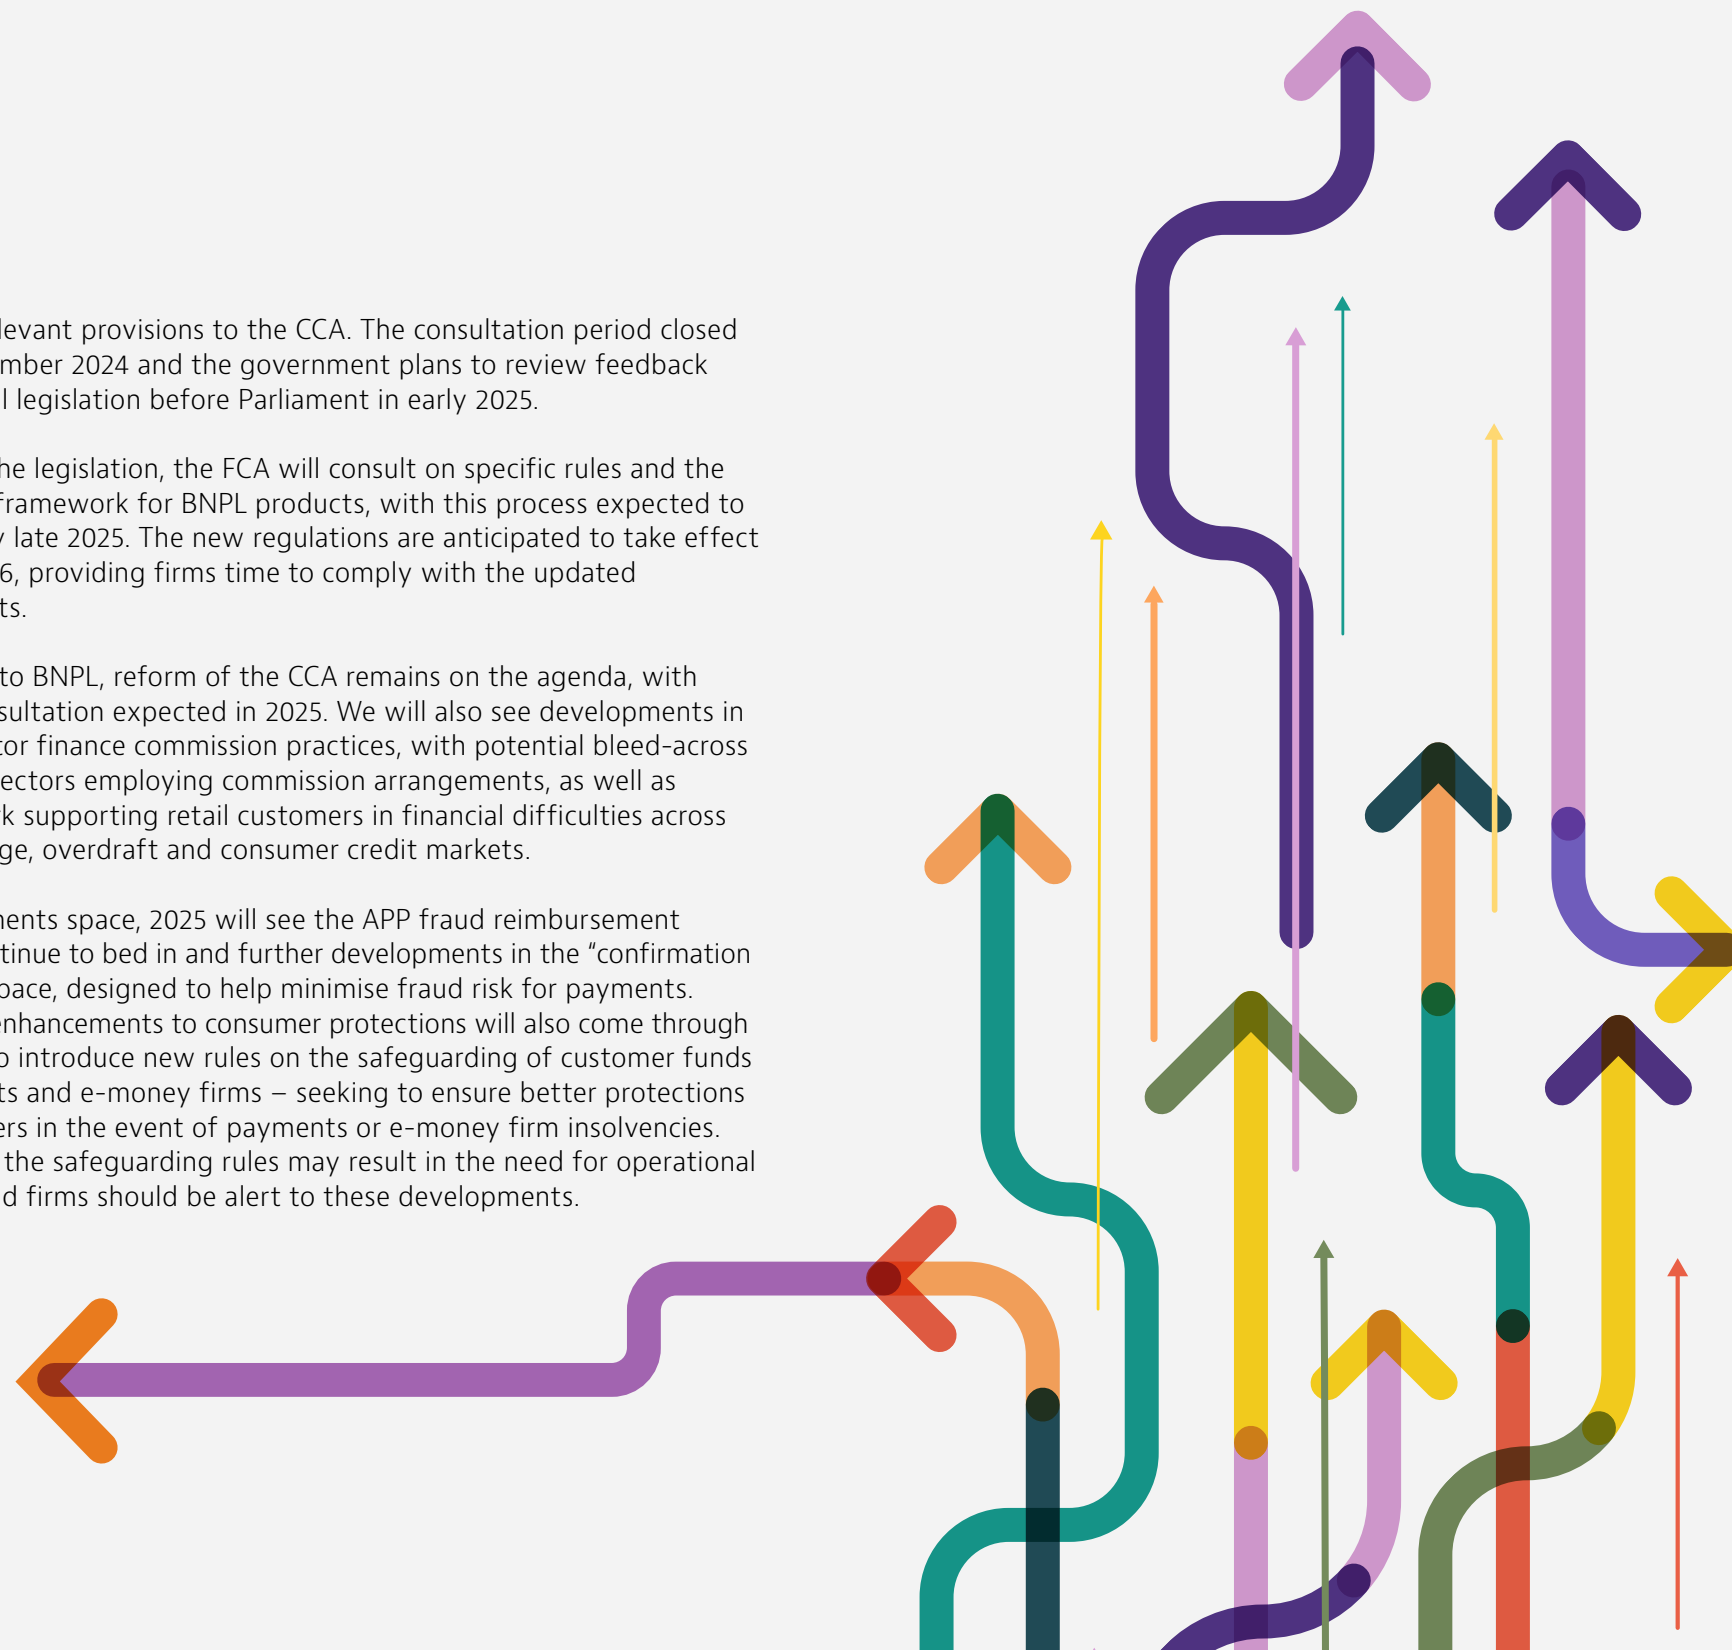 levant provisions to the CCA. The consultation period closed
mber 2024 and the government plans to review feedback
l legislation before Parliament in early 2025.
he legislation, the FCA will consult on specific rules and the
framework for BNPL products, with this process expected to
y late 2025. The new regulations are anticipated to take effect
6, providing firms time to comply with the updated
ts.
to BNPL, reform of the CCA remains on the agenda, with
sultation expected in 2025. We will also see developments in
tor finance commission practices, with potential bleed-across
ectors employing commission arrangements, as well as
k supporting retail customers in financial difficulties across
ge, overdraft and consumer credit markets.
ments space, 2025 will see the APP fraud reimbursement
tinue to bed in and further developments in the “confirmation
pace, designed to help minimise fraud risk for payments.
enhancements to consumer protections will also come through
o introduce new rules on the safeguarding of customer funds
ts and e-money firms – seeking to ensure better protections
ers in the event of payments or e-money firm insolvencies.
the safeguarding rules may result in the need for operational
d firms should be alert to these developments.